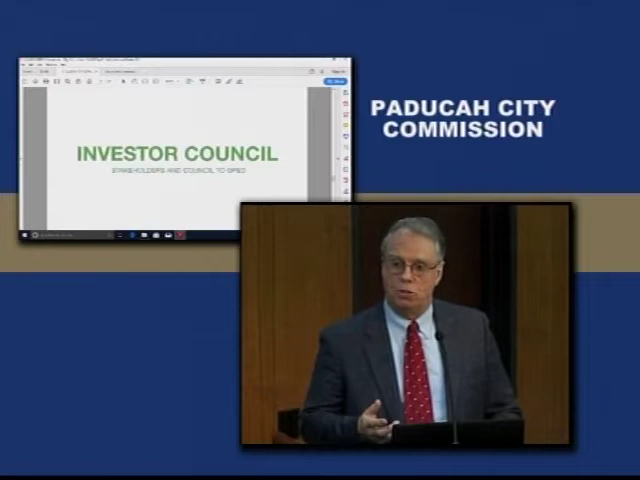 INVESTOR COUNCIL
STAKEHOLDERS AND COUNCIL TO GPED
PADUCAH CITY
COMMISSION